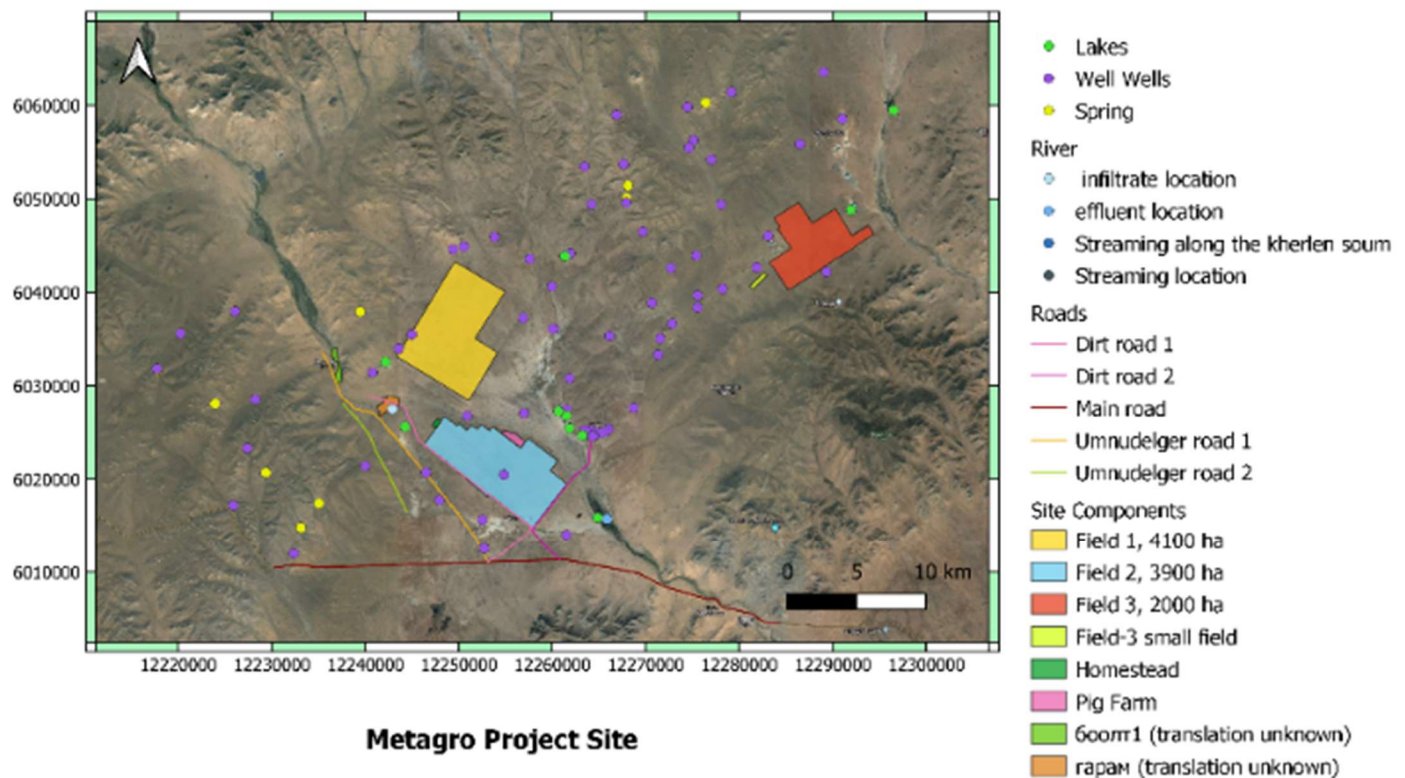 Lakes
Well Wells
Spring
River
infiltrate location
effluent location
Streaming along the kherlen soum
Streaming location
Roads
Dirt road 1
Dirt road 2
Main road
Umnudelger road 1
Umnudelger road 2
Site Components
Field 1, 4100 ha
Field 2, 3900 ha
Field 3, 2000 ha
Field-3 small field
Homestead
Pig Farm
боопт1 (translation unknown)
гарам (translation unknown)
6060000
6050000
6040000
6030000
6020000
6010000
0 5 10 km
12220000 12230000 12240000 12250000 12260000 12270000 12280000 12290000 12300000
Metagro Project Site